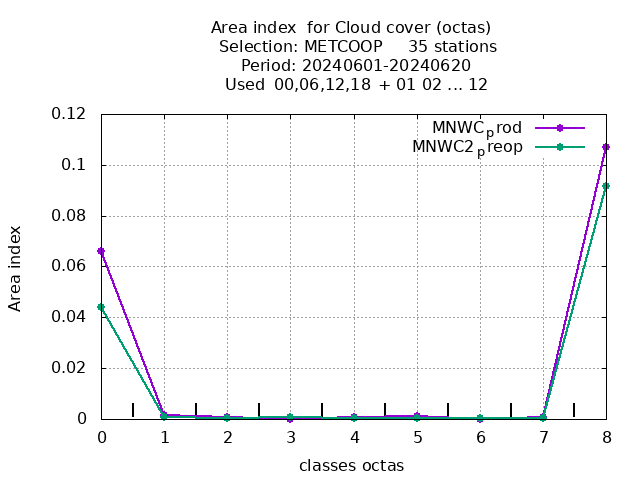 Area index  for Cloud cover (octas)
Selection: METCOOP     35 stations
Period: 20240601-20240620
Used  00,06,12,18 + 01 02 ... 12
MNWCprod
MNWC2preop
0.12
0.1
0.08
0.06
0.04
0.02
0
Area index
0 1 2 3 4 5 6 7 8
classes octas